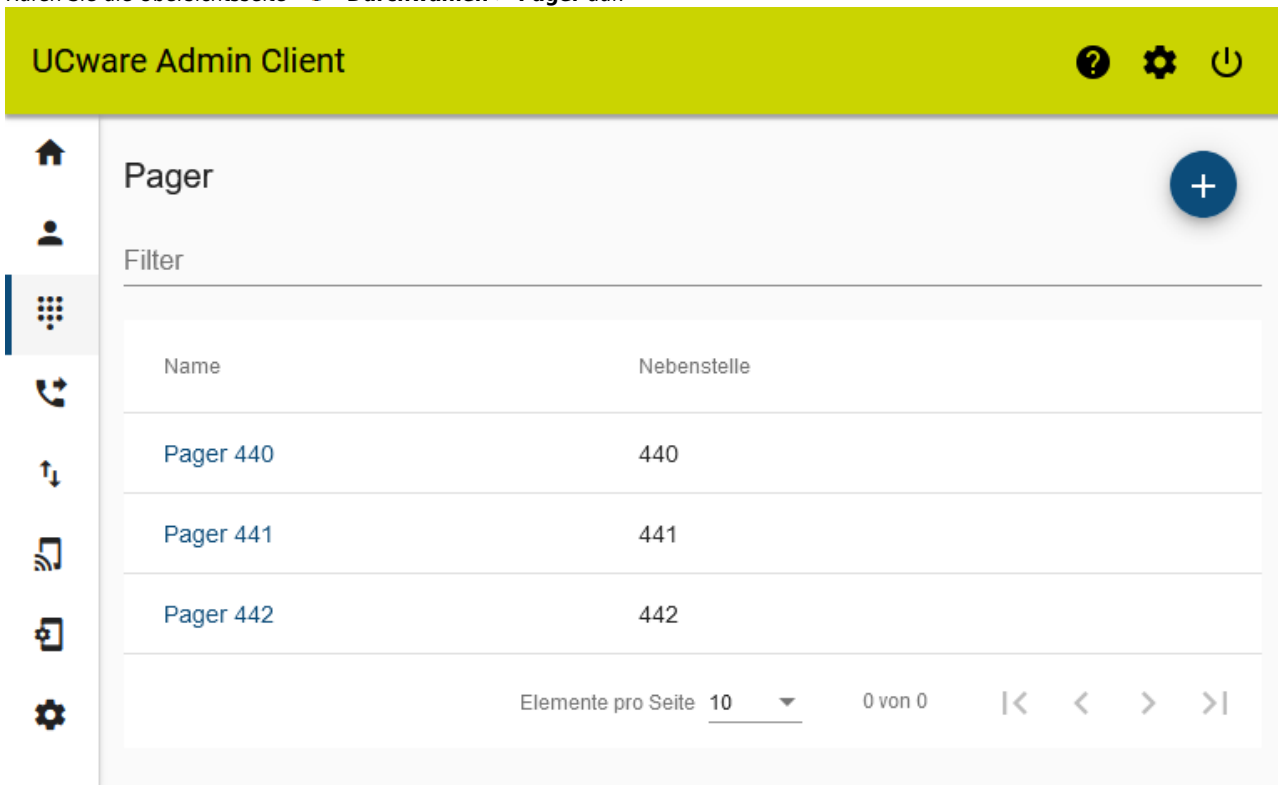 UCware Admin Client
Pager
Filter
Name Nebenstelle
Pager 440 440
Pager 441 441
Pager 442 442
Elemente pro Seite 10 0 von 0